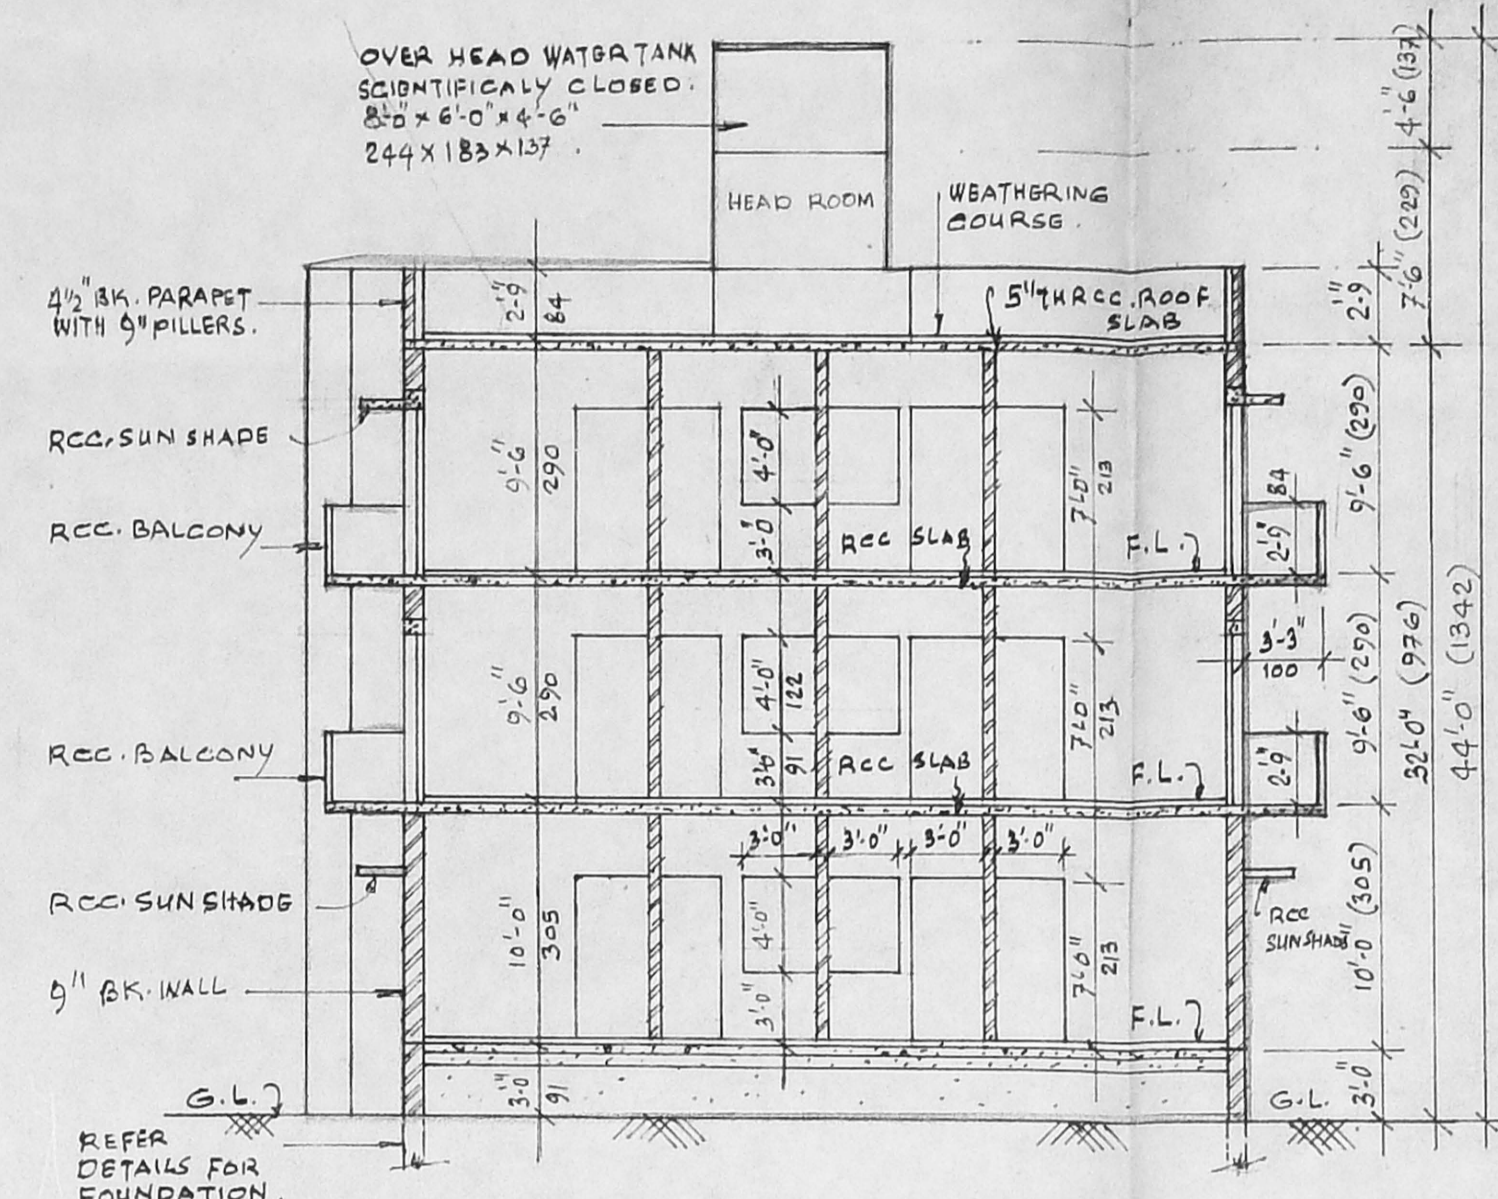 OVER HEAD WATER TANK
SCIENTIFICALY CLOSED.
8'-0" × 6'-0" × 4'-6"
244 × 183 × 137.
HEAD ROOM
WEATHERING
COURSE.
4½" BK. PARAPET
WITH 9" PILLERS.
2'-9"
84
5" TH RCC. ROOF
SLAB
RCC. SUN SHADE
RCC. BALCONY
9'-6"
290
4'-0"
3'-0"
RCC SLAB
7'-0"
213
F.L.
84
2'-9"
9'-6"
290
4'-0"
122
3'-0"
91
RCC SLAB
7'-0"
213
F.L.
3'-3"
100
2'-9"
RCC. BALCONY
3'-0"
3'-0"
3'-0"
3'-0"
RCC. SUN SHADE
9" BK. WALL
10'-0"
305
4'-0"
3'-0"
7'-0"
213
F.L.
RCC
SUNSHADE
3'-0"
91
G.L.
G.L.
REFER
DETAILS FOR
FOUNDATION.
2'-9"
9'-6" (290)
9'-6" (290)
10'-0" (305)
3'-0"
4'-6" (137)
7'-6" (229)
32'-0" (976)
44'-0" (1342)